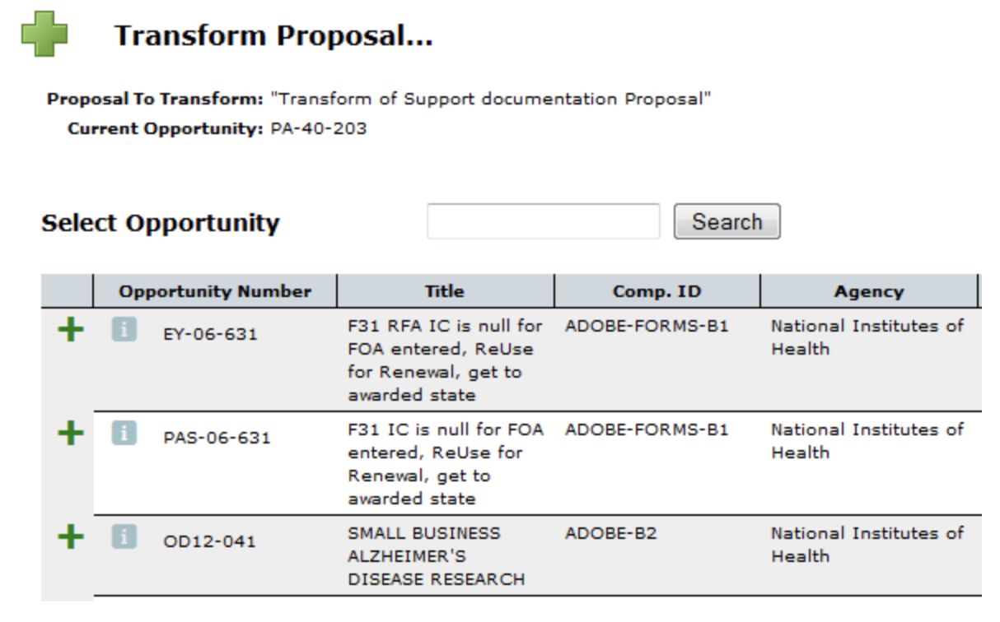 Transform Proposal...
Proposal To Transform: "Transform of Support documentation Proposal"
Current Opportunity: PA-40-203
Select Opportunity Search
Opportunity Number Title Comp. ID Agency
i EY-06-631 F31 RFA IC is null for ADOBE-FORMS-B1 National Institutes of
FOA entered, ReUse Health
for Renewal, get to
awarded state
i PAS-06-631 F31 IC is null for FOA ADOBE-FORMS-B1 National Institutes of
entered, ReUse for Health
Renewal, get to
awarded state
i OD12-041 SMALL BUSINESS ADOBE-B2 National Institutes of
ALZHEIMER'S Health
DISEASE RESEARCH